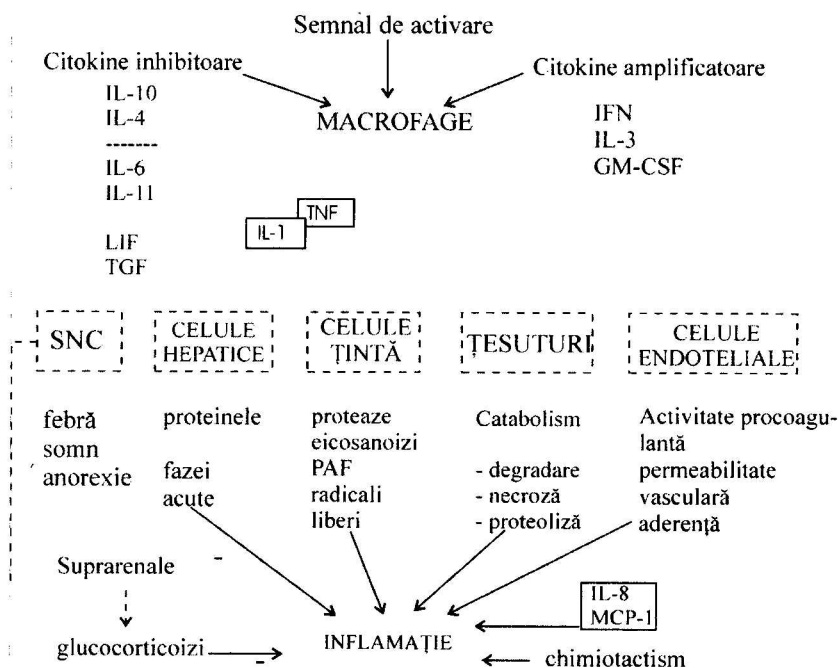 Semnal de activare
Citokine inhibitoare
Citokine amplificatoare
IL-10
IL-4
-------
IL-6
IL-11
LIF
TGF
MACROFAGE
IFN
IL-3
GM-CSF
TNF
IL-1
SNC
CELULE
HEPATICE
CELULE
ȚINTĂ
ȚESUTURI
CELULE
ENDOTELIALE
febră
somn
anorexie
proteinele
fazei
acute
proteaze
eicosanoizi
PAF
radicali
liberi
Catabolism
- degradare
- necroză
- proteoliză
Activitate procoagu-
lantă
permeabilitate
vasculară
aderență
Suprarenale -
glucocorticoizi -
INFLAMAȚIE
IL-8
MCP-1
chimiotactism